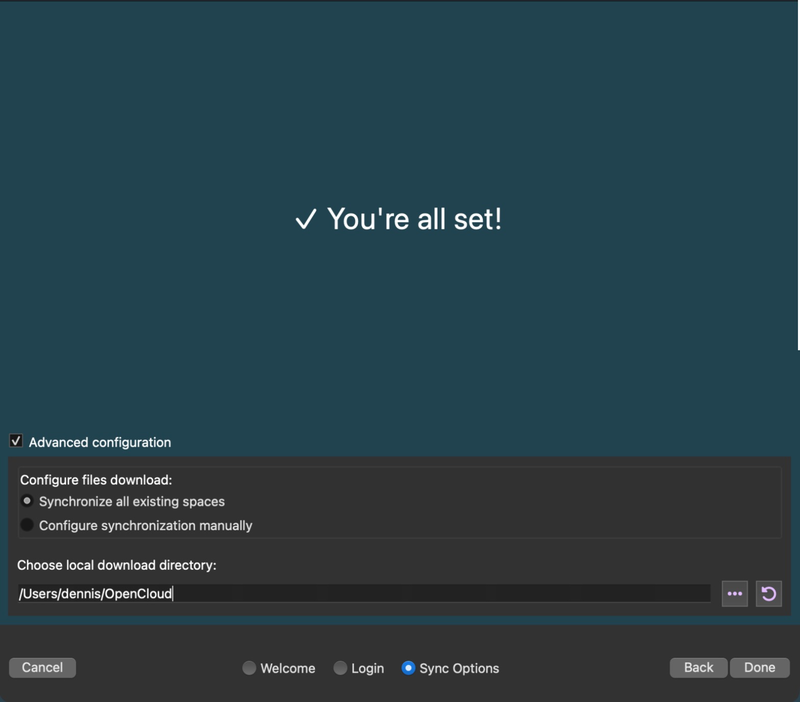 ✓ You're all set!
Advanced configuration
Configure files download:
Synchronize all existing spaces
Configure synchronization manually
Choose local download directory:
/Users/dennis/OpenCloud
Cancel
Welcome
Login
Sync Options
Back
Done